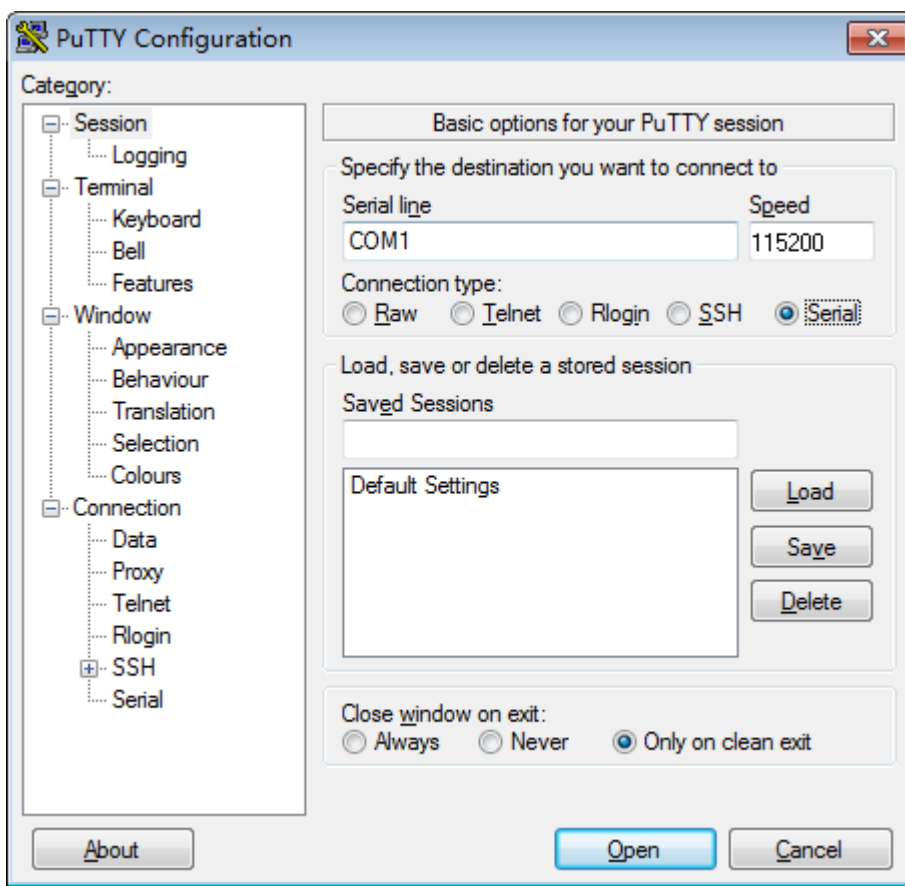 PuTTY Configuration
Category:
Session
Logging
Terminal
Keyboard
Bell
Features
Window
Appearance
Behaviour
Translation
Selection
Colours
Connection
Data
Proxy
Telnet
Rlogin
SSH
Serial
Basic options for your PuTTY session
Specify the destination you want to connect to
Serial line Speed
COM1 115200
Connection type:
Raw Telnet Rlogin SSH Serial
Load, save or delete a stored session
Saved Sessions
Default Settings
Load
Save
Delete
Close window on exit:
Always Never Only on clean exit
About Open Cancel